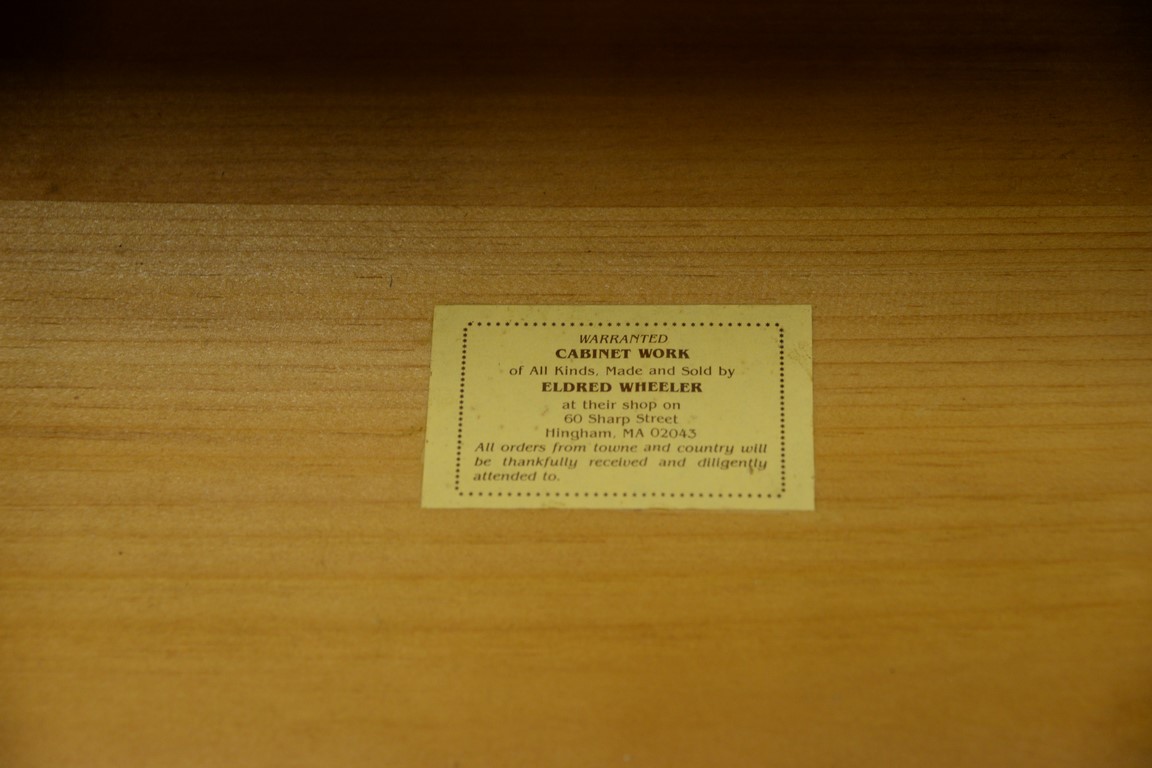 WARRANTED
CABINET WORK
of All Kinds, Made and Sold by
ELDRED WHEELER
at their shop on
60 Sharp Street
Hingham, MA 02043
All orders from towne and country will
be thankfully received and diligently
attended to.